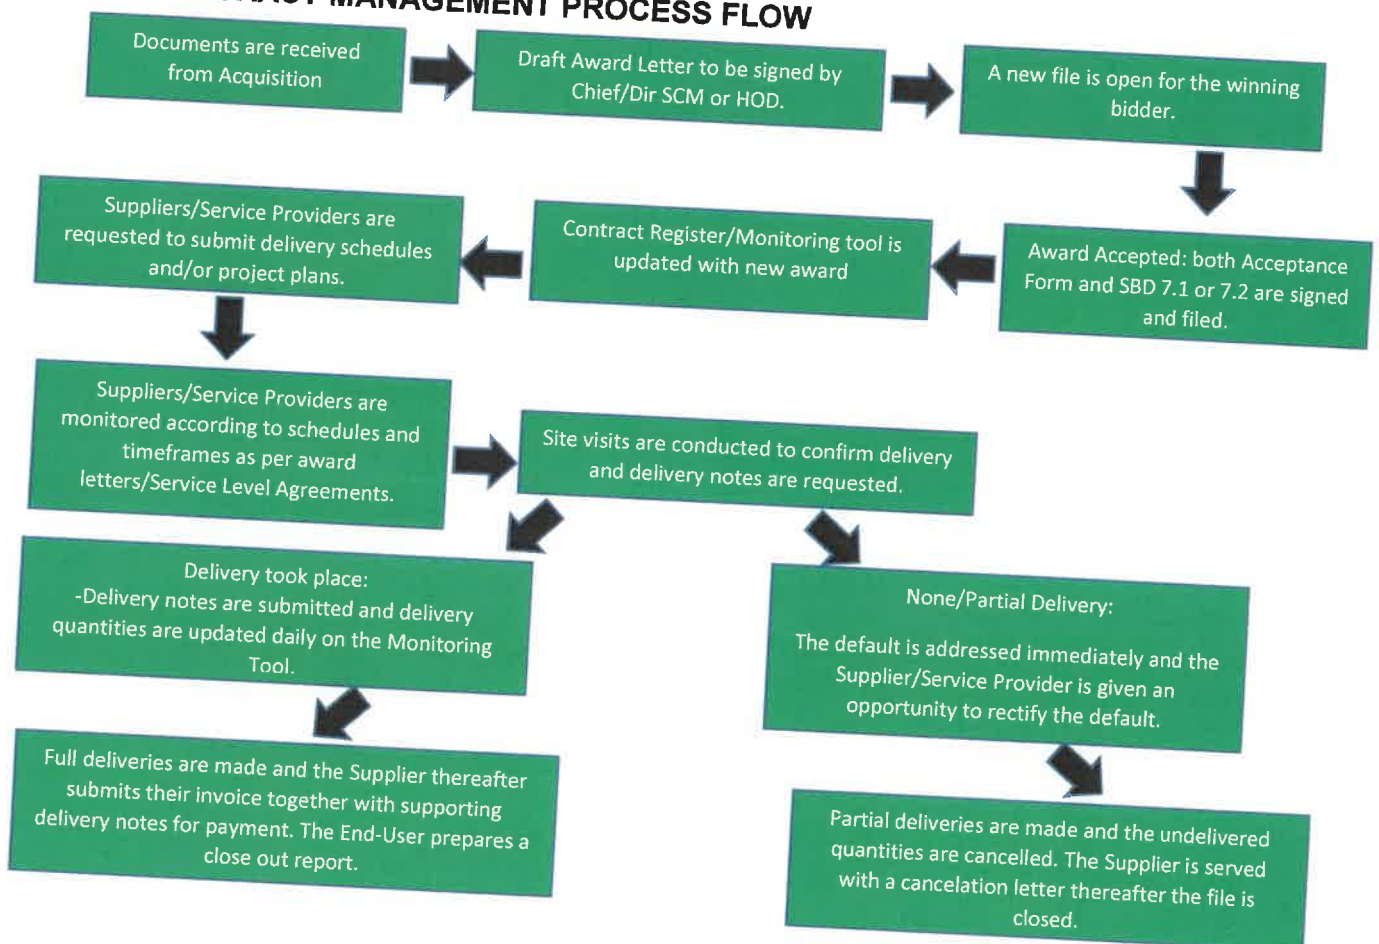 MANAGEMENT PROCESS FLOW
Documents are received
from Acquisition
Draft Award Letter to be signed by
Chief/Dir SCM or HOD.
A new file is open for the winning
bidder.
Award Accepted: both Acceptance
Form and SBD 7.1 or 7.2 are signed
and filed.
Contract Register/Monitoring tool is
updated with new award
Suppliers/Service Providers are
requested to submit delivery schedules
and/or project plans.
Suppliers/Service Providers are
monitored according to schedules and
timeframes as per award
letters/Service Level Agreements.
Site visits are conducted to confirm delivery
and delivery notes are requested.
Delivery took place:
-Delivery notes are submitted and delivery
quantities are updated daily on the Monitoring
Tool.
None/Partial Delivery:
The default is addressed immediately and the
Supplier/Service Provider is given an
opportunity to rectify the default.
Full deliveries are made and the Supplier thereafter
submits their invoice together with supporting
delivery notes for payment. The End-User prepares a
close out report.
Partial deliveries are made and the undelivered
quantities are cancelled. The Supplier is served
with a cancelation letter thereafter the file is
closed.